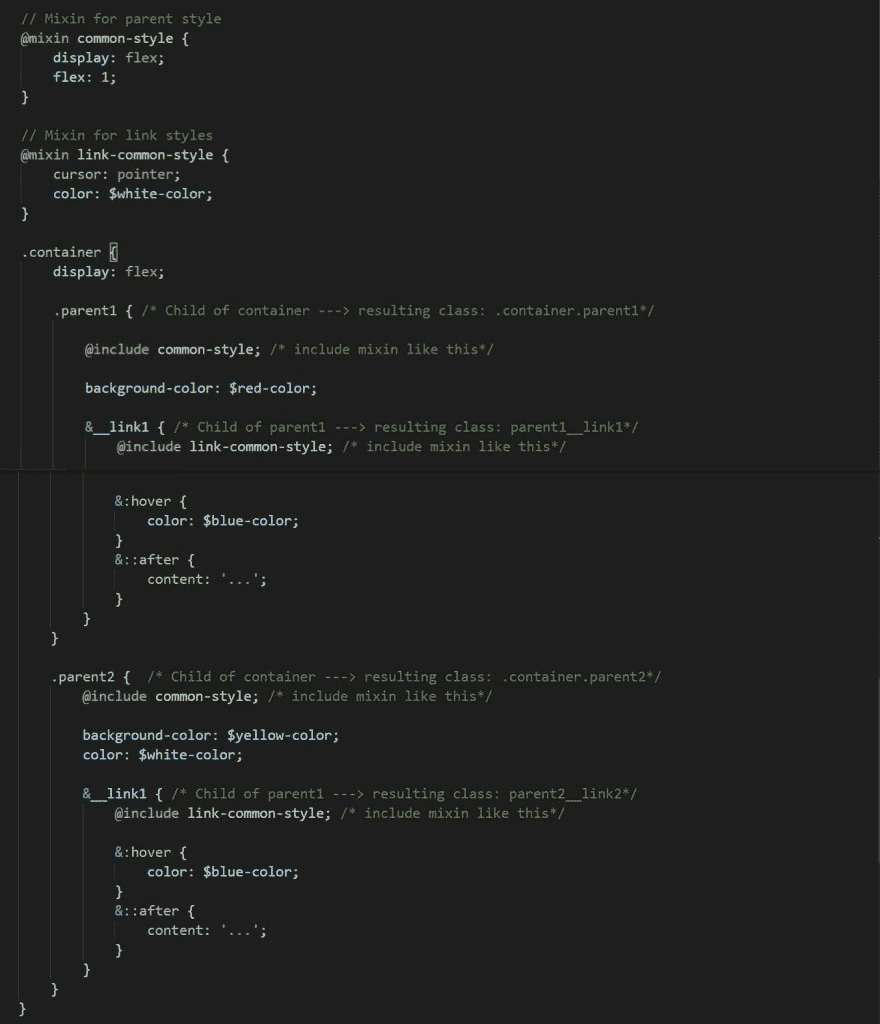 // Mixin for parent style
@mixin common-style {
display: flex;
flex: 1;
}
// Mixin for link styles
@mixin link-common-style {
cursor: pointer;
color: $white-color;
}
.container {
display: flex;
.parent1 { /* Child of container ---> resulting class: .container.parent1*/
@include common-style; /* include mixin like this*/
background-color: $red-color;
&__link1 { /* Child of parent1 ---> resulting class: parent1__link1*/
@include link-common-style; /* include mixin like this*/
&:hover {
color: $blue-color;
}
&::after {
content: '...';
}
}
}
.parent2 {  /* Child of container ---> resulting class: .container.parent2*/
@include common-style; /* include mixin like this*/
background-color: $yellow-color;
color: $white-color;
&__link1 { /* Child of parent1 ---> resulting class: parent2__link2*/
@include link-common-style; /* include mixin like this*/
&:hover {
color: $blue-color;
}
&::after {
content: '...';
}
}
}
}